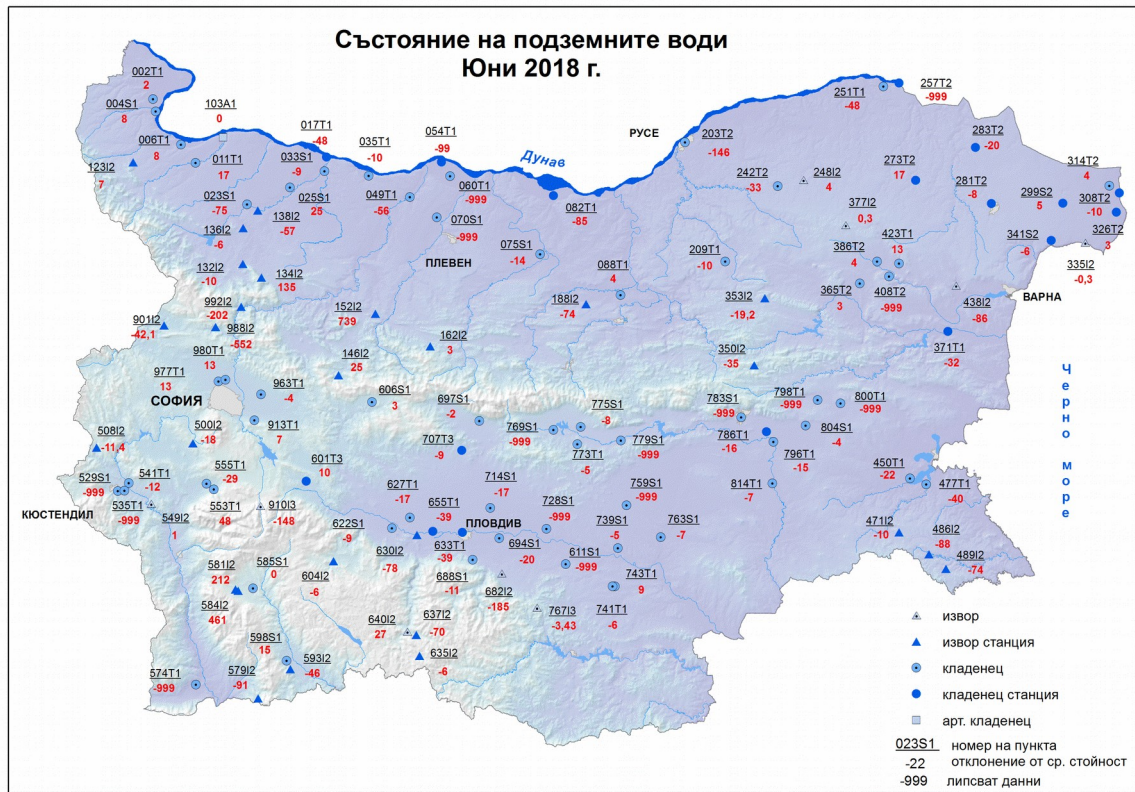 Състояние на подземните води
Юни 2018 г.
002T1
2
004S1
8
103A1
0
017T1
-48
035T1
-10
054T1
-99
006T1
8
011T1
17
033S1
-9
123I2
7
023S1
-75
025S1
25
049T1
-56
060T1
-999
Дунав
082T1
-85
138I2
-57
136I2
-6
070S1
-999
ПЛЕВЕН
075S1
-14
088T1
4
132I2
-10
134I2
135
992I2
-202
901I2
-42,1
988I2
-552
152I2
739
162I2
3
188I2
-74
146I2
25
980T1
13
977T1
13
СОФИЯ
963T1
-4
913T1
7
РУСЕ
203T2
-146
251T1
-48
257T2
-999
283T2
-20
242T2
-33
248I2
4
273T2
17
281T2
-8
299S2
5
314T2
4
308T2
-10
326T2
3
335I2
-0,3
341S2
-6
377I2
0,3
423T1
13
386T2
4
365T2
3
408T2
-999
209T1
-10
353I2
-19,2
350I2
-35
438I2
-86
ВАРНА
371T1
-32
Черно море
606S1
3
697S1
-2
775S1
-8
769S1
-999
773T1
-5
779S1
-999
783S1
-999
798T1
-999
800T1
-999
786T1
-16
804S1
-4
796T1
-15
814T1
-7
450T1
-22
477T1
-40
471I2
-10
486I2
-88
489I2
-74
508I2
-11,4
500I2
-18
529S1
-999
541T1
-12
535T1
-999
КЮСТЕНДИЛ
549I2
1
555T1
-29
553T1
48
910I3
-148
601T3
10
707T3
-9
627T1
-17
655T1
-39
714S1
-17
ПЛОВДИВ
728S1
-999
759S1
-999
739S1
-5
763S1
-7
622S1
-9
630I2
-78
633T1
-39
694S1
-20
611S1
-999
688S1
-11
682I2
-185
743T1
9
741T1
-6
767I3
-3,43
581I2
212
585S1
0
604I2
-6
584I2
461
640I2
27
637I2
-70
635I2
-6
598S1
15
593I2
-46
574T1
-999
579I2
-91
извор
извор станция
кладенец
кладенец станция
арт. кладенец
023S1 номер на пункта
-22 отклонение от ср. стойност
-999 липсват данни